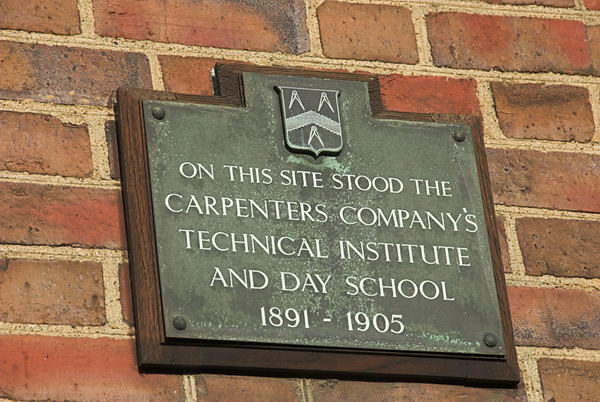 ON THIS SITE STOOD THE
CARPENTERS COMPANY'S
TECHNICAL INSTITUTE
AND DAY SCHOOL
1891 - 1905